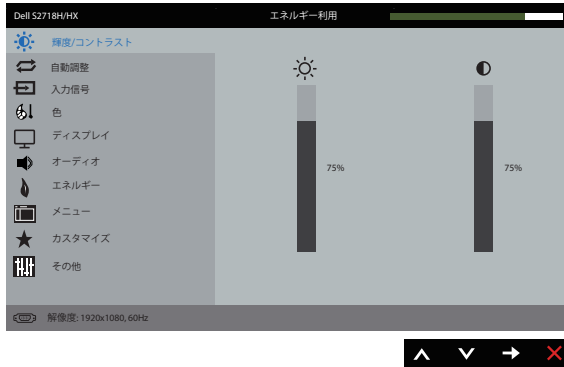 Dell S2718H/HX
エネルギー利用
輝度/コントラスト
自動調整
入力信号
色
ディスプレイ
オーディオ
エネルギー
メニュー
カスタマイズ
その他
75%
75%
解像度: 1920x1080, 60Hz